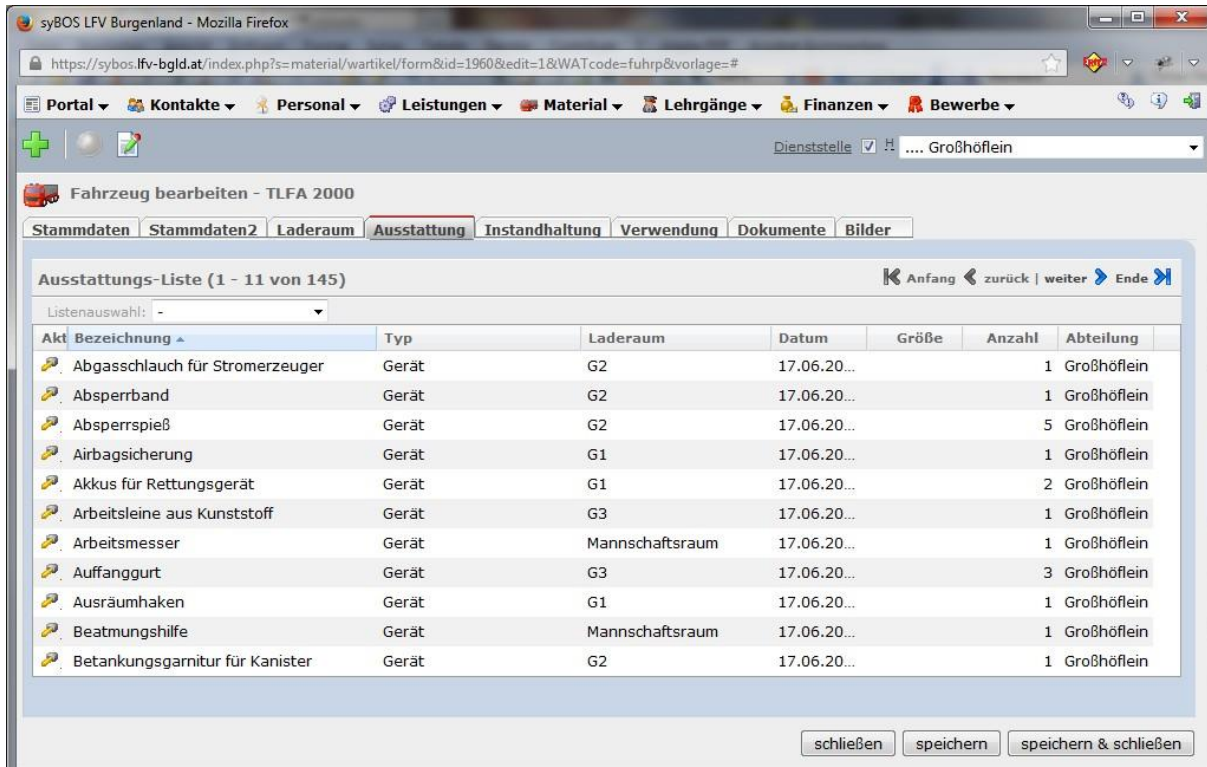 syBOS LFV Burgenland - Mozilla Firefox
https://sybos.lfv-bgld.at/index.php?s=material/wartikel/form&id=1960&edit=1&WATcode=fuhrp&vorlage=#
Portal Kontakte Personal Leistungen Material Lehrgänge Finanzen Bewerbe
Dienststelle H .... Großhöflein
Fahrzeug bearbeiten - TLFA 2000
Stammdaten Stammdaten2 Laderaum Ausstattung Instandhaltung Verwendung Dokumente Bilder
Ausstattungs-Liste (1 - 11 von 145) Anfang zurück | weiter Ende
Listenauswahl: -
Akt Bezeichnung Typ Laderaum Datum Größe Anzahl Abteilung
Abgasschlauch für Stromerzeuger Gerät G2 17.06.20... 1 Großhöflein
Absperrband Gerät G2 17.06.20... 1 Großhöflein
Absperrspieß Gerät G2 17.06.20... 5 Großhöflein
Airbagsicherung Gerät G1 17.06.20... 1 Großhöflein
Akkus für Rettungsgerät Gerät G1 17.06.20... 2 Großhöflein
Arbeitsleine aus Kunststoff Gerät G3 17.06.20... 1 Großhöflein
Arbeitsmesser Gerät Mannschaftsraum 17.06.20... 1 Großhöflein
Auffanggurt Gerät G3 17.06.20... 3 Großhöflein
Ausräumhaken Gerät G1 17.06.20... 1 Großhöflein
Beatmungshilfe Gerät Mannschaftsraum 17.06.20... 1 Großhöflein
Betankungsgarnitur für Kanister Gerät G2 17.06.20... 1 Großhöflein
schließen speichern speichern & schließen